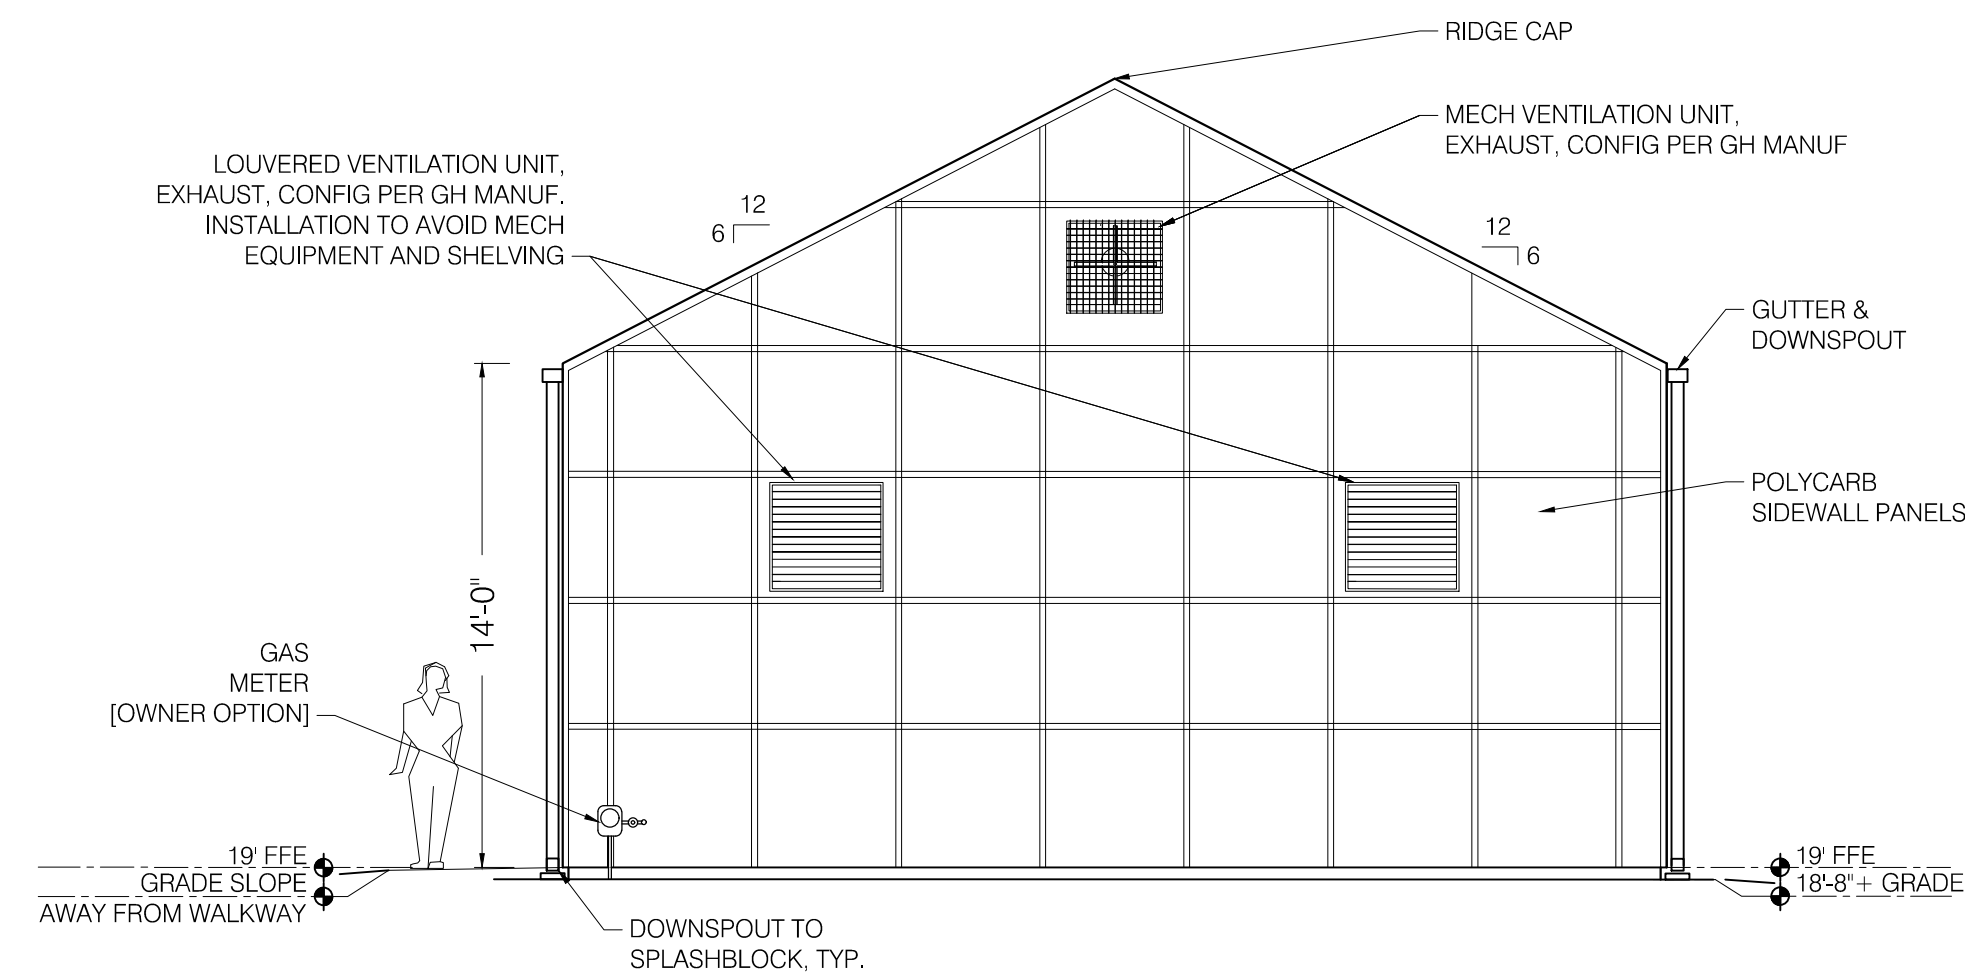 RIDGE CAP
MECH VENTILATION UNIT,
EXHAUST, CONFIG PER GH MANUF
LOUVERED VENTILATION UNIT,
EXHAUST, CONFIG PER GH MANUF.
INSTALLATION TO AVOID MECH
EQUIPMENT AND SHELVING
12
6
12
6
GUTTER &
DOWNSPOUT
POLYCARB
SIDEWALL PANELS
14'-0"
GAS
METER
[OWNER OPTION]
19' FFE
GRADE SLOPE
AWAY FROM WALKWAY
19' FFE
18'-8"+ GRADE
DOWNSPOUT TO
SPLASHBLOCK, TYP.